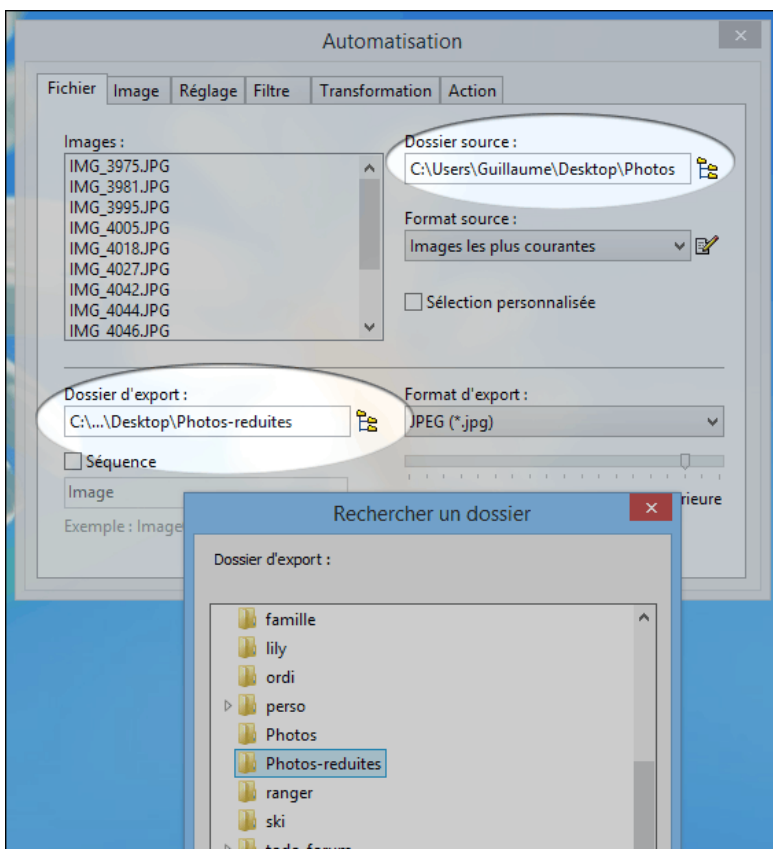 Automatisation
Fichier Image Réglage Filtre Transformation Action
Images :
IMG_3975.JPG
IMG_3981.JPG
IMG_3995.JPG
IMG_4005.JPG
IMG_4018.JPG
IMG_4027.JPG
IMG_4042.JPG
IMG_4044.JPG
IMG_4046.JPG
Dossier source :
C:\Users\Guillaume\Desktop\Photos
Format source :
Images les plus courantes
Sélection personnalisée
Dossier d'export :
C:\...\Desktop\Photos-reduites
Séquence
Image
Exemple : Image
Format d'export :
JPEG (*.jpg)
rieure
Rechercher un dossier
Dossier d'export :
famille
lily
ordi
perso
Photos
Photos-reduites
ranger
ski